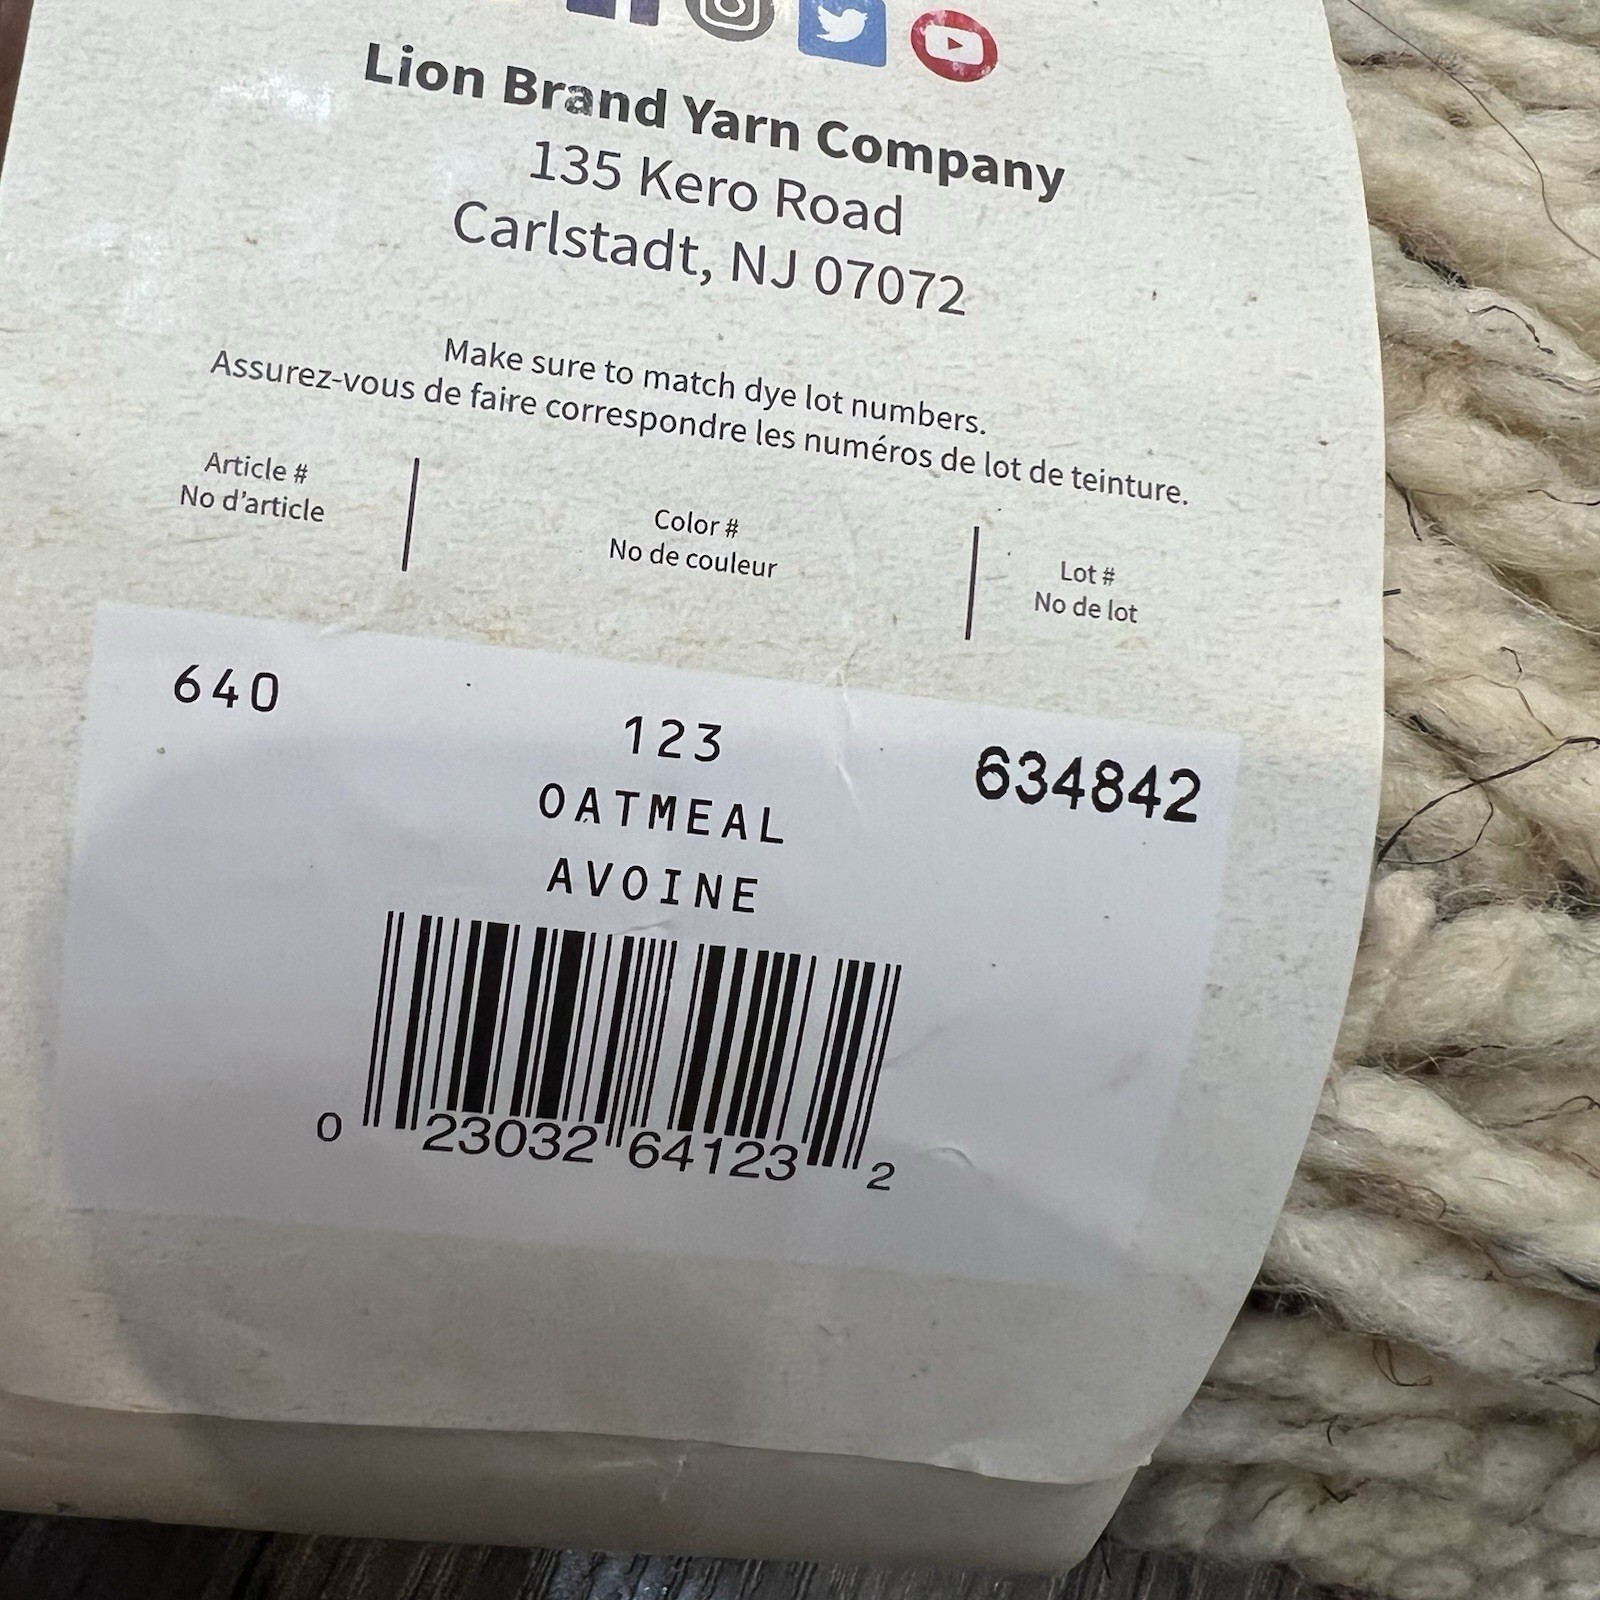 Lion Brand Yarn Company
135 Kero Road
Carlstadt, NJ 07072
Make sure to match dye lot numbers.
Assurez-vous de faire correspondre les numéros de lot de teinture.
Article #
No d'article
Color #
No de couleur
Lot #
No de lot
640
123
OATMEAL
AVOINE
634842
0 23032 64123 2